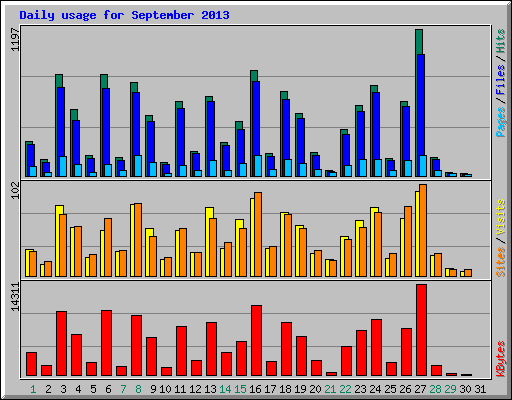 Daily usage for September 2013
1197
Pages / Files / Hits
102
Sites / Visits
14311
KBytes
1 2 3 4 5 6 7 8 9 10 11 12 13 14 15 16 17 18 19 20 21 22 23 24 25 26 27 28 29 30 31